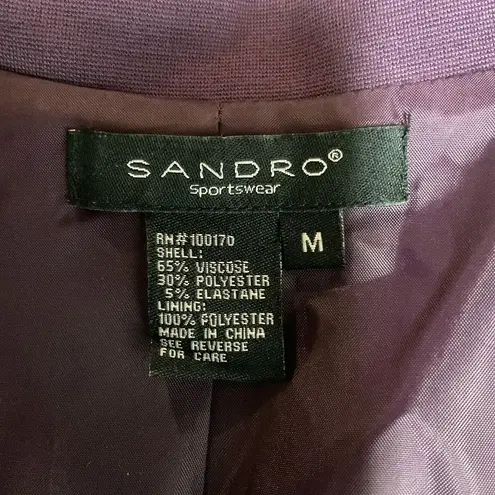 SANDRO®
Sportswear
M
RN#100170
SHELL:
65% VISCOSE
30% POLYESTER
5% ELASTANE
LINING:
100% POLYESTER
MADE IN CHINA
SEE REVERSE
FOR CARE